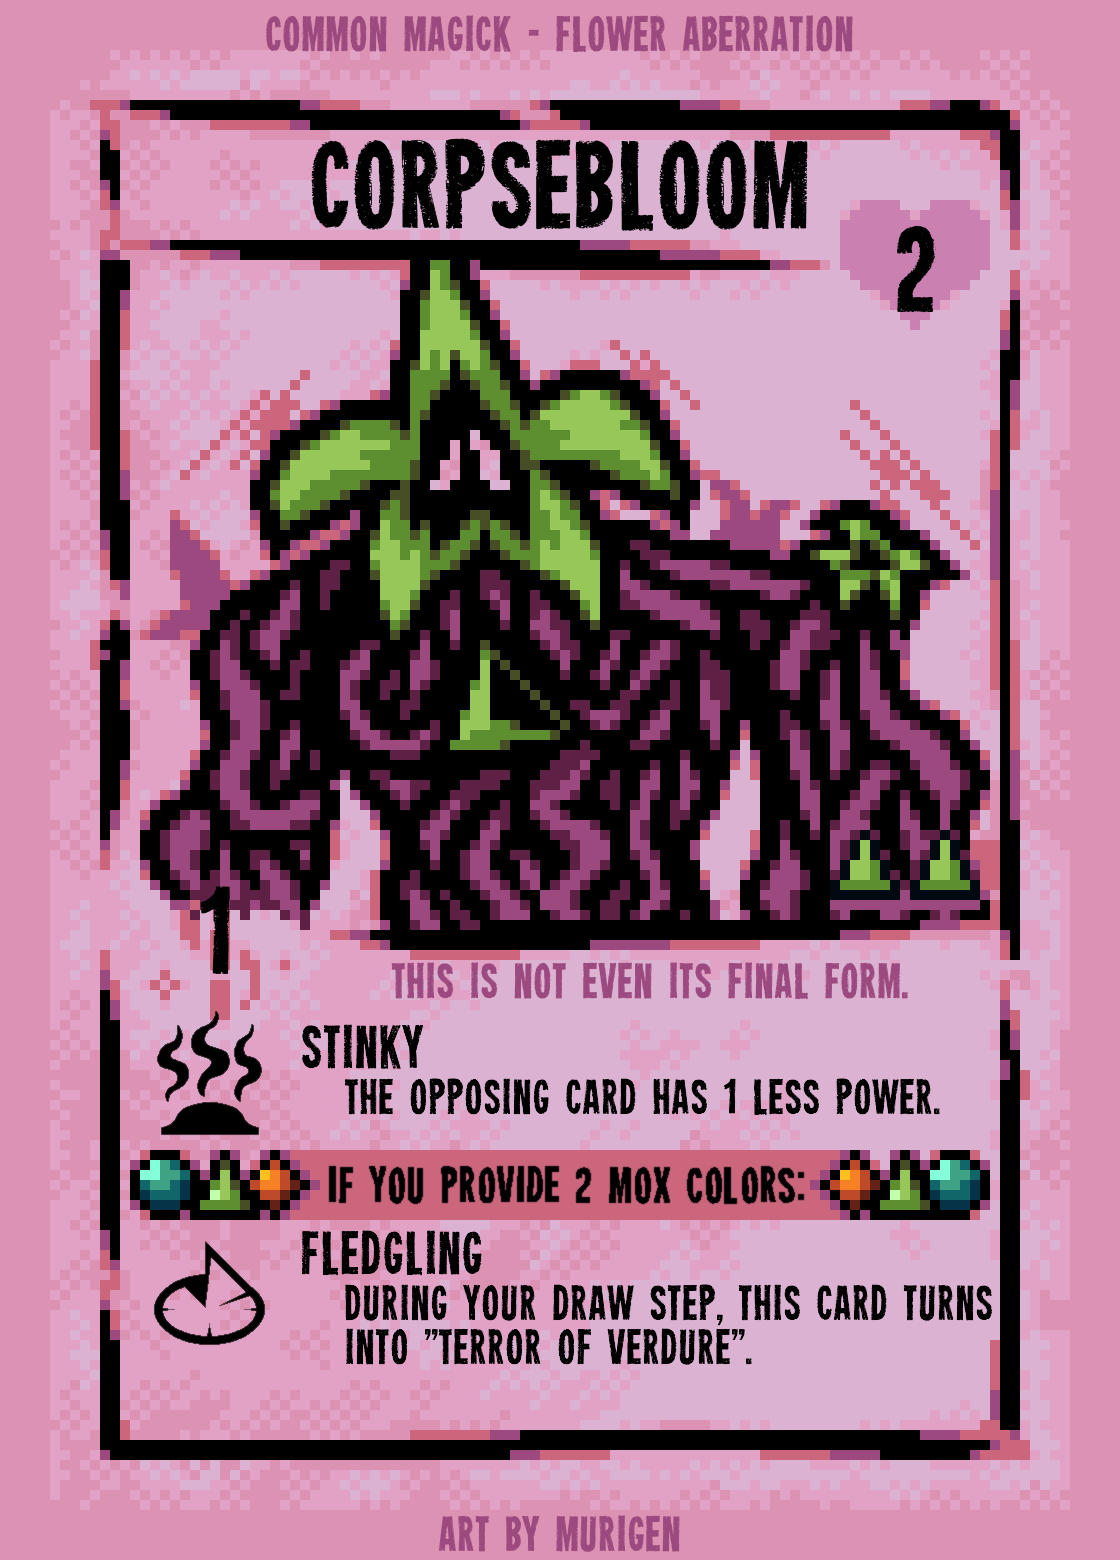 COMMON MAGICK - FLOWER ABERRATION
CORPSEBLOOM
2
1
THIS IS NOT EVEN ITS FINAL FORM.
STINKY
THE OPPOSING CARD HAS 1 LESS POWER.
IF YOU PROVIDE 2 MOX COLORS:
FLEDGLING
DURING YOUR DRAW STEP, THIS CARD TURNS
INTO "TERROR OF VERDURE".
ART BY MURIGEN